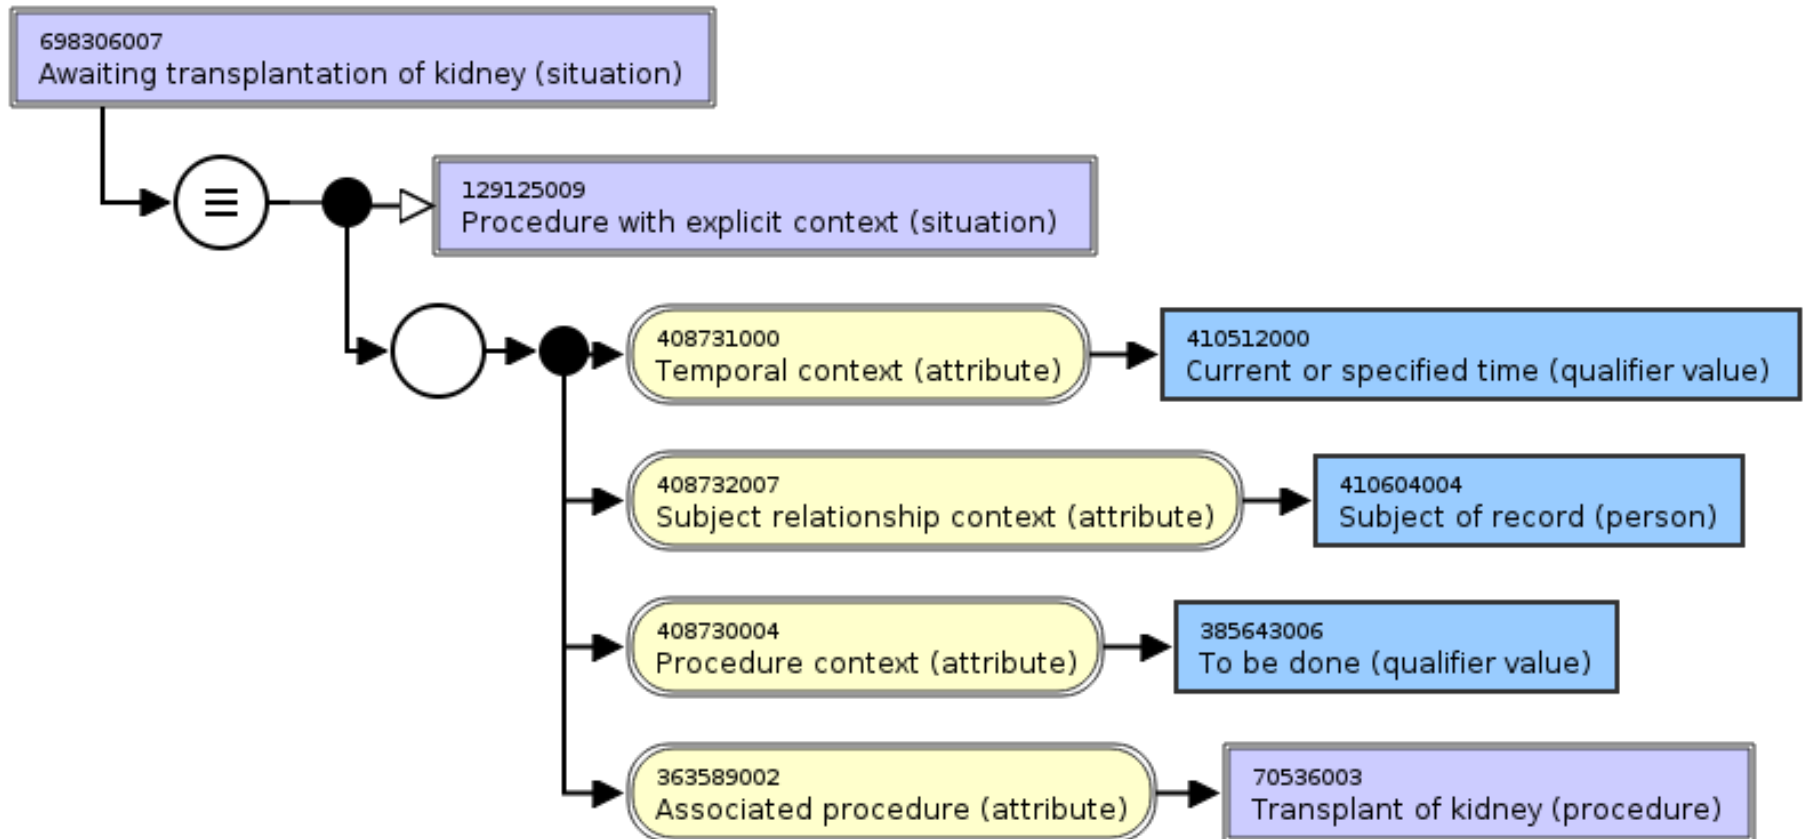 698306007
Awaiting transplantation of kidney (situation)
≡
129125009
Procedure with explicit context (situation)
408731000
Temporal context (attribute)
410512000
Current or specified time (qualifier value)
408732007
Subject relationship context (attribute)
410604004
Subject of record (person)
408730004
Procedure context (attribute)
385643006
To be done (qualifier value)
363589002
Associated procedure (attribute)
70536003
Transplant of kidney (procedure)